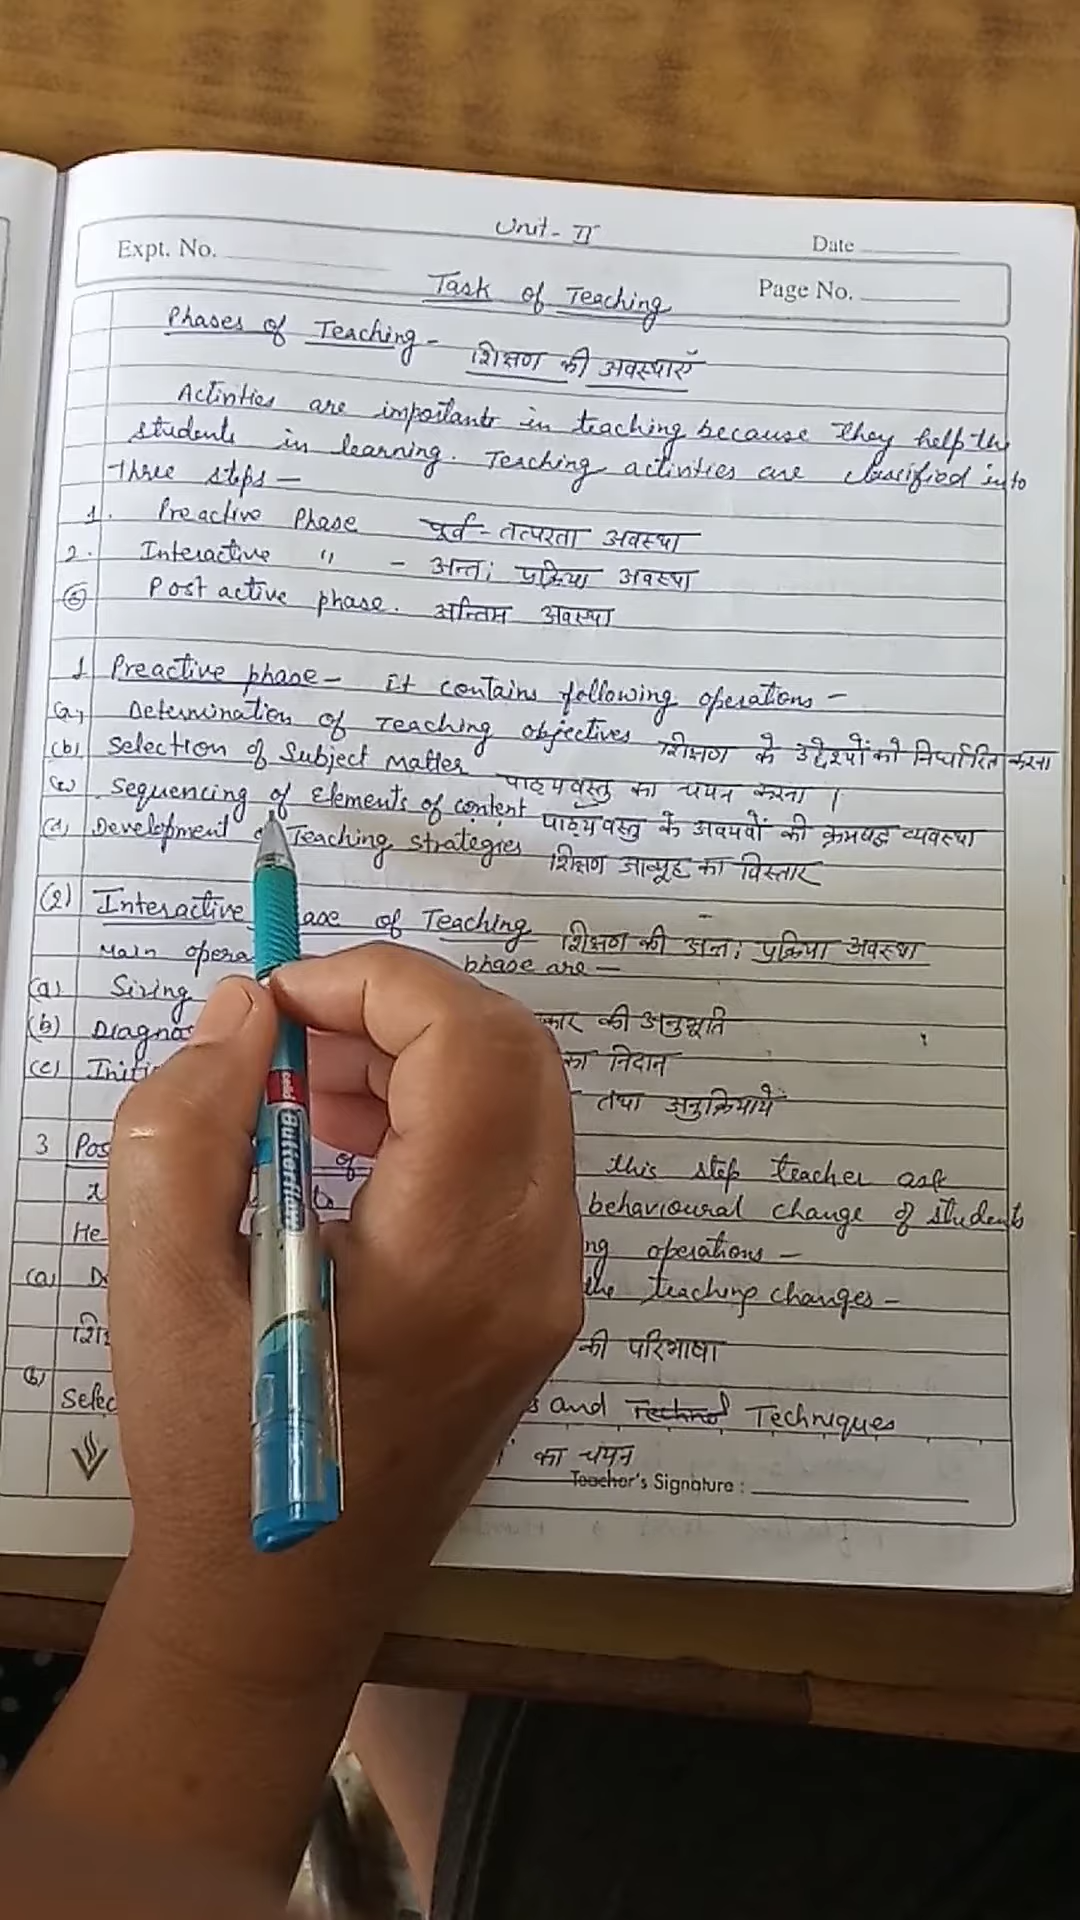 Unit - II
Expt. No.
Date
Task of Teaching
Page No.
Phases of Teaching - शिक्षण की अवस्थाएँ
Activities are important in teaching because they help the
students in learning. Teaching activities are classified into
three steps —
1. Preactive Phase पूर्व - तत्परता अवस्था
2. Interactive " - अन्तः प्रक्रिया अवस्था
③ Post active phase. अन्तिम अवस्था
1 Preactive phase - it contains following operations -
(a) Determination of Teaching objectives शिक्षण के उद्देश्यों को निर्धारित करना
(b) Selection of Subject Matter पाठ्यवस्तु का चयन करना ।
(c) Sequencing of Elements of content पाठ्यवस्तु के अवयवों की क्रमबद्ध व्यवस्था
(d) Development Teaching strategies शिक्षण का विस्तार
(2) Interactive of Teaching शिक्षण की अन्तः प्रक्रिया अवस्था
Main phase are —
(a) Sizing
(b) की अनुभूति
(c) का निदान
तथा अनुक्रियायें
3 of this step teacher ask
behavioural change of students
He operations -
(a) the teaching changes -
की परिभाषा
(b)
and Techniques
का चयन
Teacher's Signature :
Butterflow